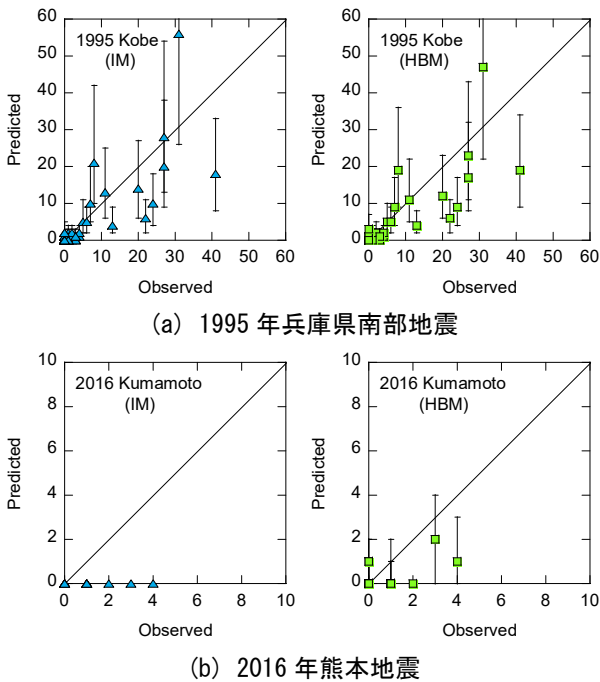 60
50
40
30
20
10
0
Predicted
1995 Kobe
(IM)
0 10 20 30 40 50 60
Observed
60
50
40
30
20
10
0
Predicted
1995 Kobe
(HBM)
0 10 20 30 40 50 60
Observed
(a) 1995 年兵庫県南部地震
10
8
6
4
2
0
Predicted
2016 Kumamoto
(IM)
0 2 4 6 8 10
Observed
10
8
6
4
2
0
Predicted
2016 Kumamoto
(HBM)
0 2 4 6 8 10
Observed
(b) 2016 年熊本地震